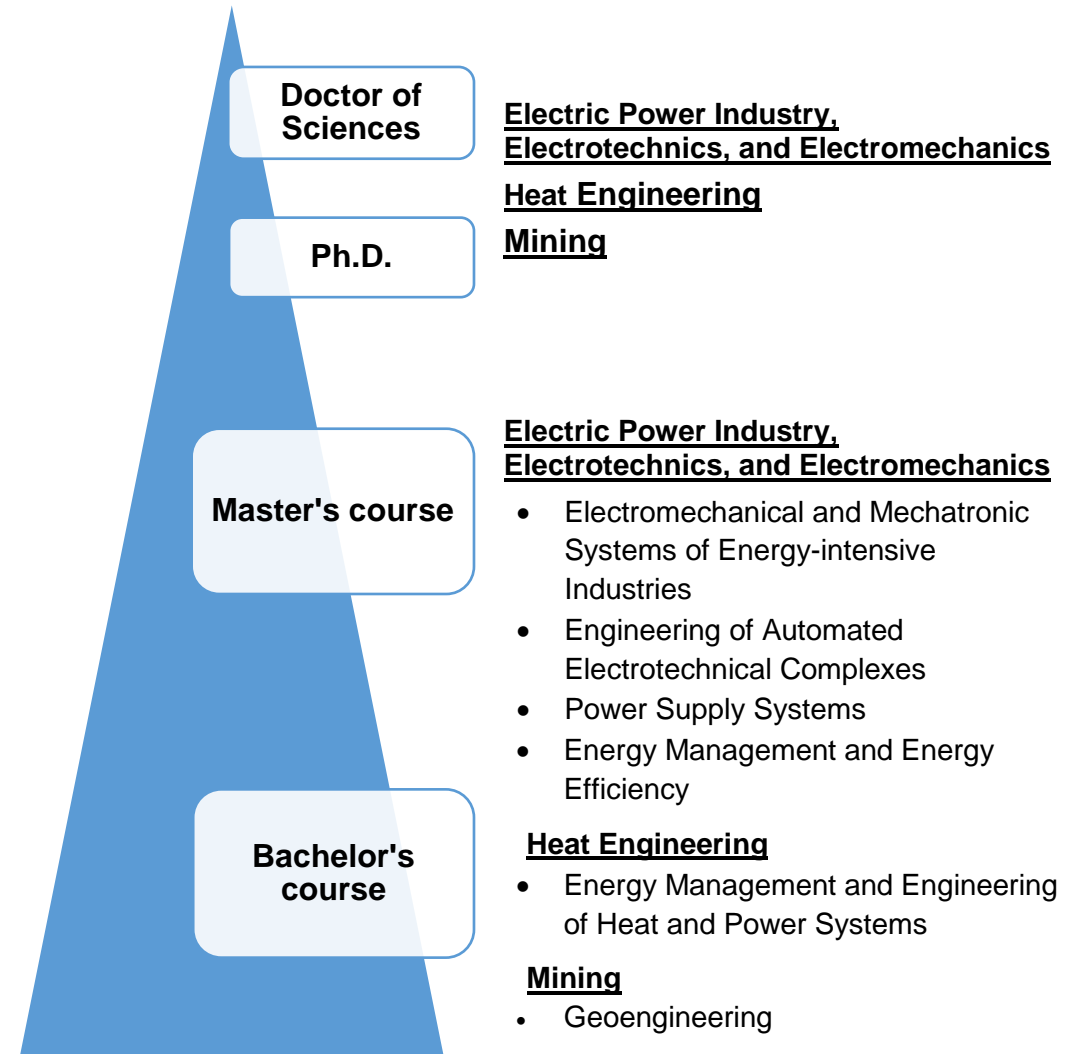 Doctor of
Sciences
Electric Power Industry,
Electrotechnics, and Electromechanics
Heat Engineering
Ph.D.
Mining
Master's course
Electric Power Industry,
Electrotechnics, and Electromechanics
• Electromechanical and Mechatronic
Systems of Energy-intensive
Industries
• Engineering of Automated
Electrotechnical Complexes
• Power Supply Systems
• Energy Management and Energy
Efficiency
Bachelor's
course
Heat Engineering
• Energy Management and Engineering
of Heat and Power Systems
Mining
• Geoengineering